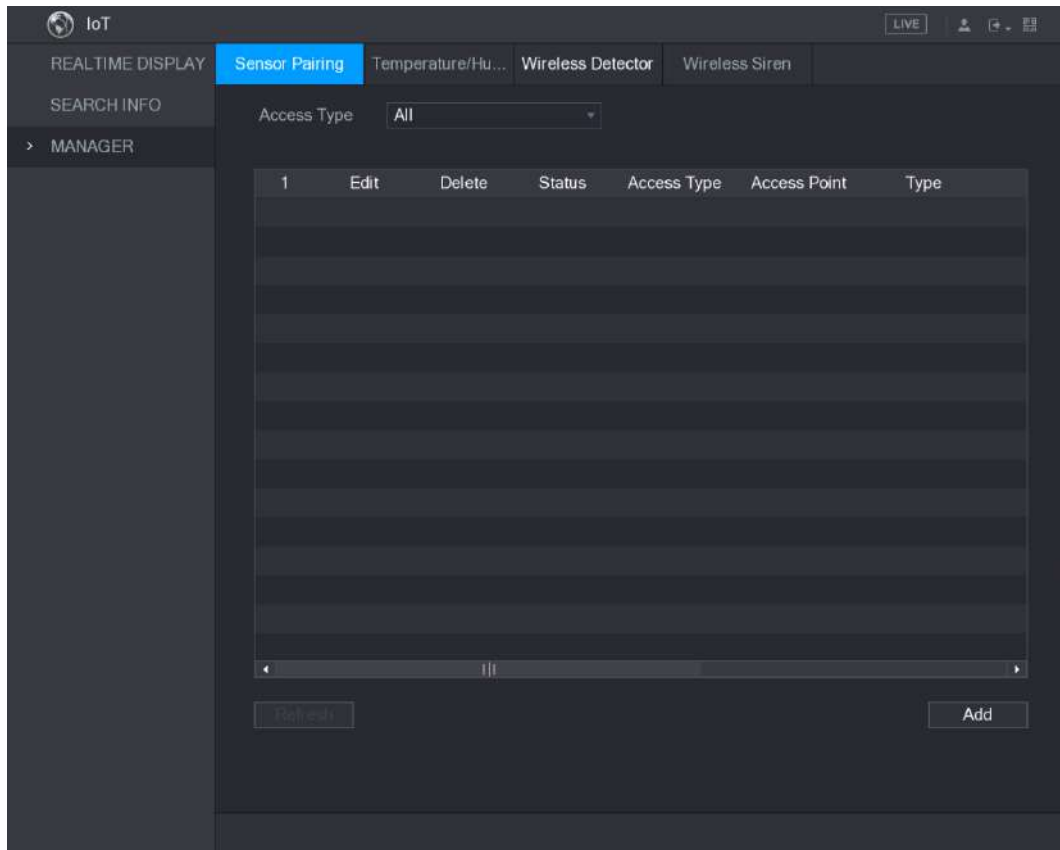 IoT
LIVE
REALTIME DISPLAY
SEARCH INFO
> MANAGER
Sensor Pairing
Temperature/Hu...
Wireless Detector
Wireless Siren
Access Type
All
1 Edit Delete Status Access Type Access Point Type
Refresh
Add